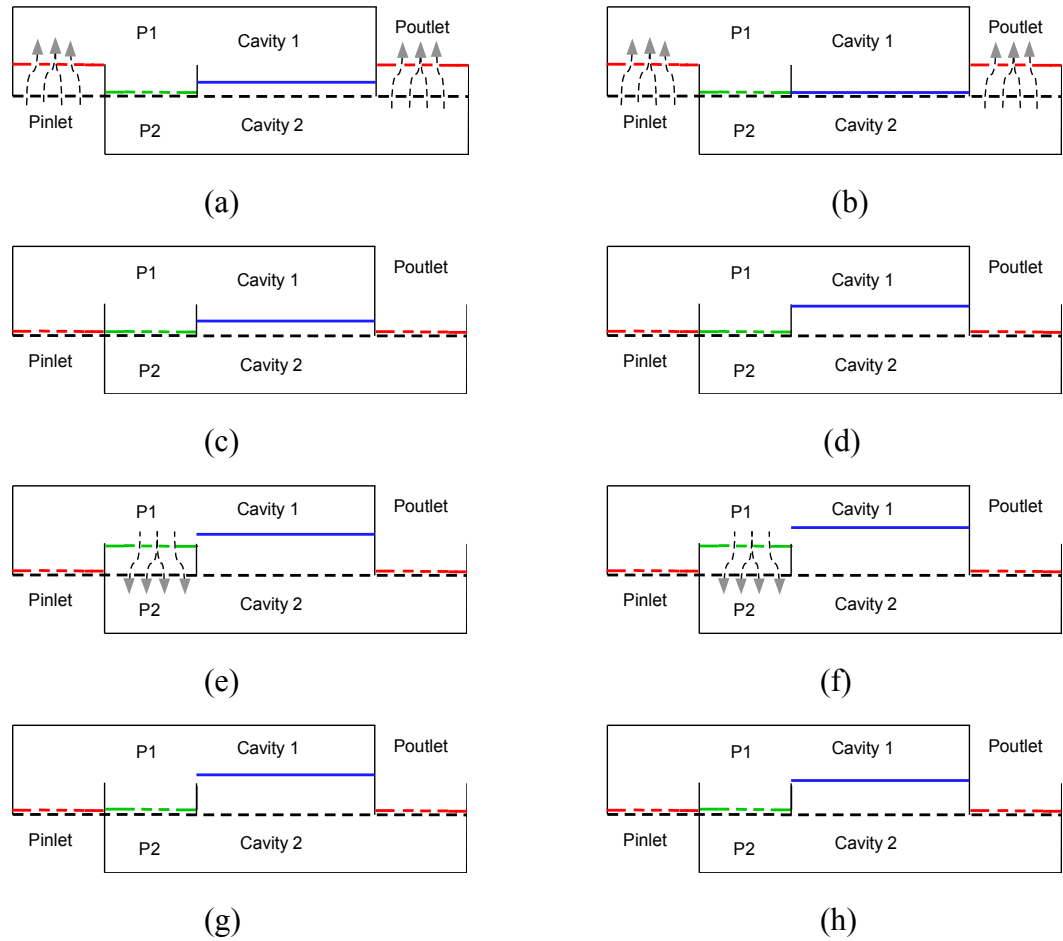 P1
Cavity 1
Poutlet
Pinlet
P2
Cavity 2
(a)
P1
Cavity 1
Poutlet
Pinlet
P2
Cavity 2
(b)
P1
Cavity 1
Poutlet
Pinlet
P2
Cavity 2
(c)
P1
Cavity 1
Poutlet
Pinlet
P2
Cavity 2
(d)
P1
Cavity 1
Poutlet
Pinlet
P2
Cavity 2
(e)
P1
Cavity 1
Poutlet
Pinlet
P2
Cavity 2
(f)
P1
Cavity 1
Poutlet
Pinlet
P2
Cavity 2
(g)
P1
Cavity 1
Poutlet
Pinlet
P2
Cavity 2
(h)